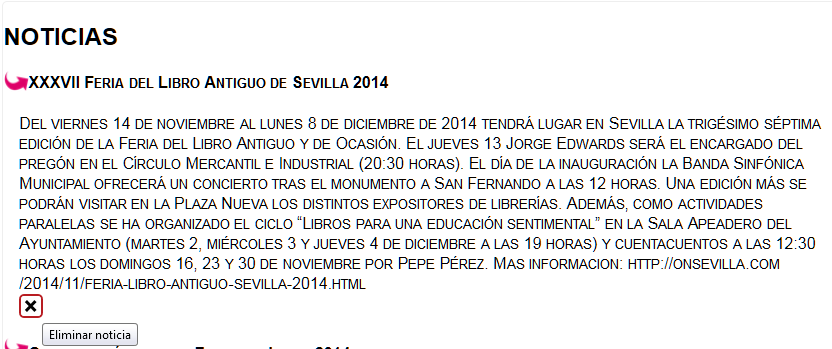 NOTICIAS
XXXVII Feria del Libro Antiguo de Sevilla 2014
Del viernes 14 de noviembre al lunes 8 de diciembre de 2014 tendrá lugar en Sevilla la trigésimo séptima
edición de la Feria del Libro Antiguo y de Ocasión. El jueves 13 Jorge Edwards será el encargado del
pregón en el Círculo Mercantil e Industrial (20:30 horas). El día de la inauguración la Banda Sinfónica
Municipal ofrecerá un concierto tras el monumento a San Fernando a las 12 horas. Una edición más se
podrán visitar en la Plaza Nueva los distintos expositores de librerías. Además, como actividades
paralelas se ha organizado el ciclo “Libros para una educación sentimental” en la Sala Apeadero del
Ayuntamiento (martes 2, miércoles 3 y jueves 4 de diciembre a las 19 horas) y cuentacuentos a las 12:30
horas los domingos 16, 23 y 30 de noviembre por Pepe Pérez. Mas informacion: http://onsevilla.com
/2014/11/feria-libro-antiguo-sevilla-2014.html
Eliminar noticia